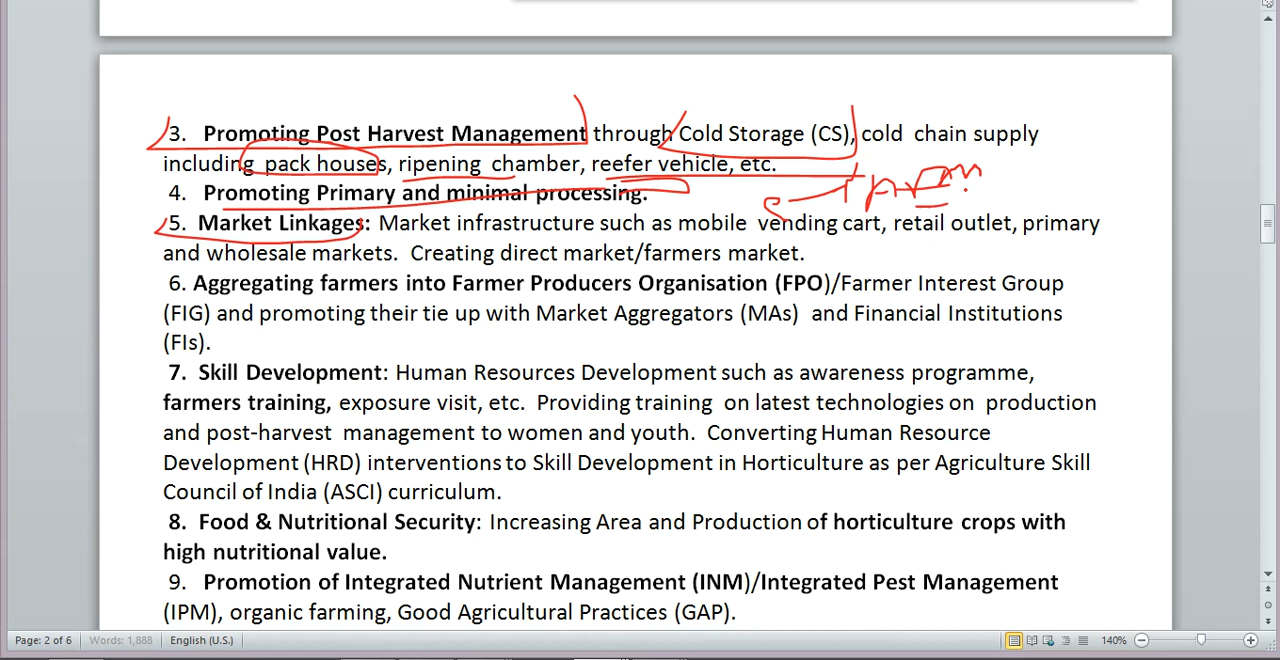 3. Promoting Post Harvest Management through Cold Storage (CS), cold chain supply
including pack houses, ripening chamber, reefer vehicle, etc.
4. Promoting Primary and minimal processing.
5. Market Linkages: Market infrastructure such as mobile vending cart, retail outlet, primary
and wholesale markets. Creating direct market/farmers market.
6. Aggregating farmers into Farmer Producers Organisation (FPO)/Farmer Interest Group
(FIG) and promoting their tie up with Market Aggregators (MAs) and Financial Institutions
(FIs).
7. Skill Development: Human Resources Development such as awareness programme,
farmers training, exposure visit, etc. Providing training on latest technologies on production
and post-harvest management to women and youth. Converting Human Resource
Development (HRD) interventions to Skill Development in Horticulture as per Agriculture Skill
Council of India (ASCI) curriculum.
8. Food & Nutritional Security: Increasing Area and Production of horticulture crops with
high nutritional value.
9. Promotion of Integrated Nutrient Management (INM)/Integrated Pest Management
(IPM), organic farming, Good Agricultural Practices (GAP).
Page: 2 of 6 Words: 1,888 English (U.S.) 140%